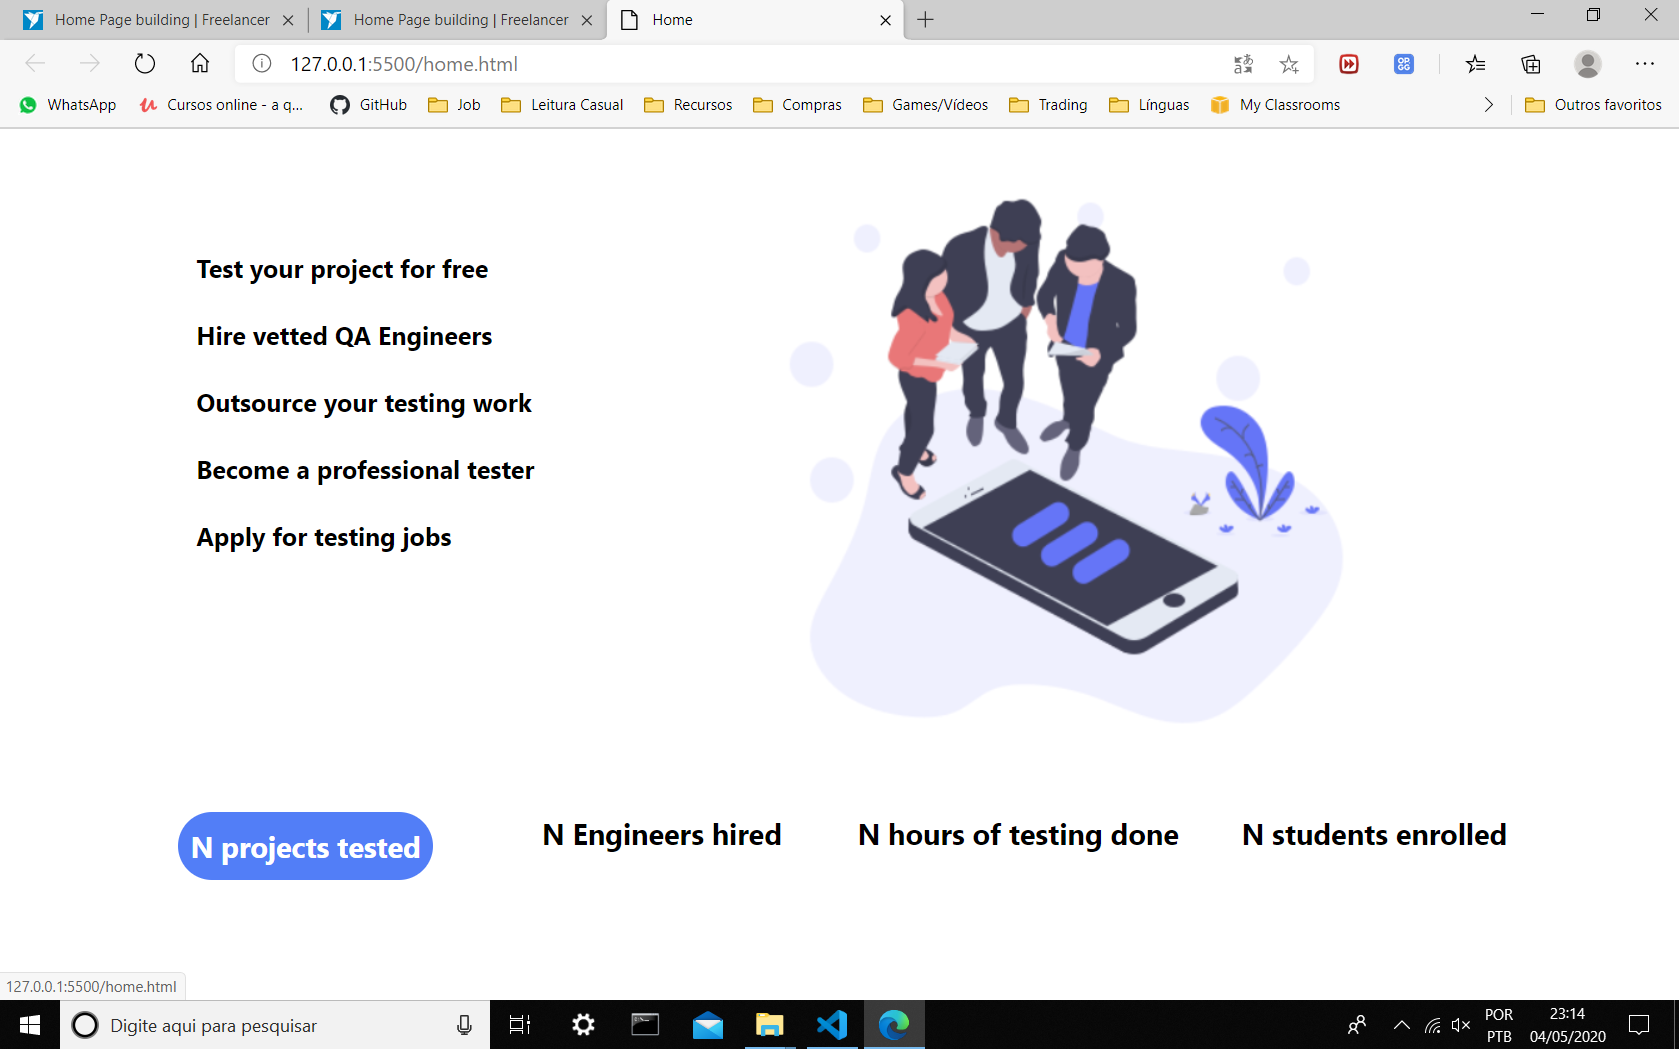 Home Page building | Freelancer
Home Page building | Freelancer
Home
127.0.0.1:5500/home.html
WhatsApp
Cursos online - a q...
GitHub
Job
Leitura Casual
Recursos
Compras
Games/Vídeos
Trading
Línguas
My Classrooms
Outros favoritos
Test your project for free
Hire vetted QA Engineers
Outsource your testing work
Become a professional tester
Apply for testing jobs
N projects tested
N Engineers hired
N hours of testing done
N students enrolled
127.0.0.1:5500/home.html
Digite aqui para pesquisar
POR
PTB
23:14
04/05/2020